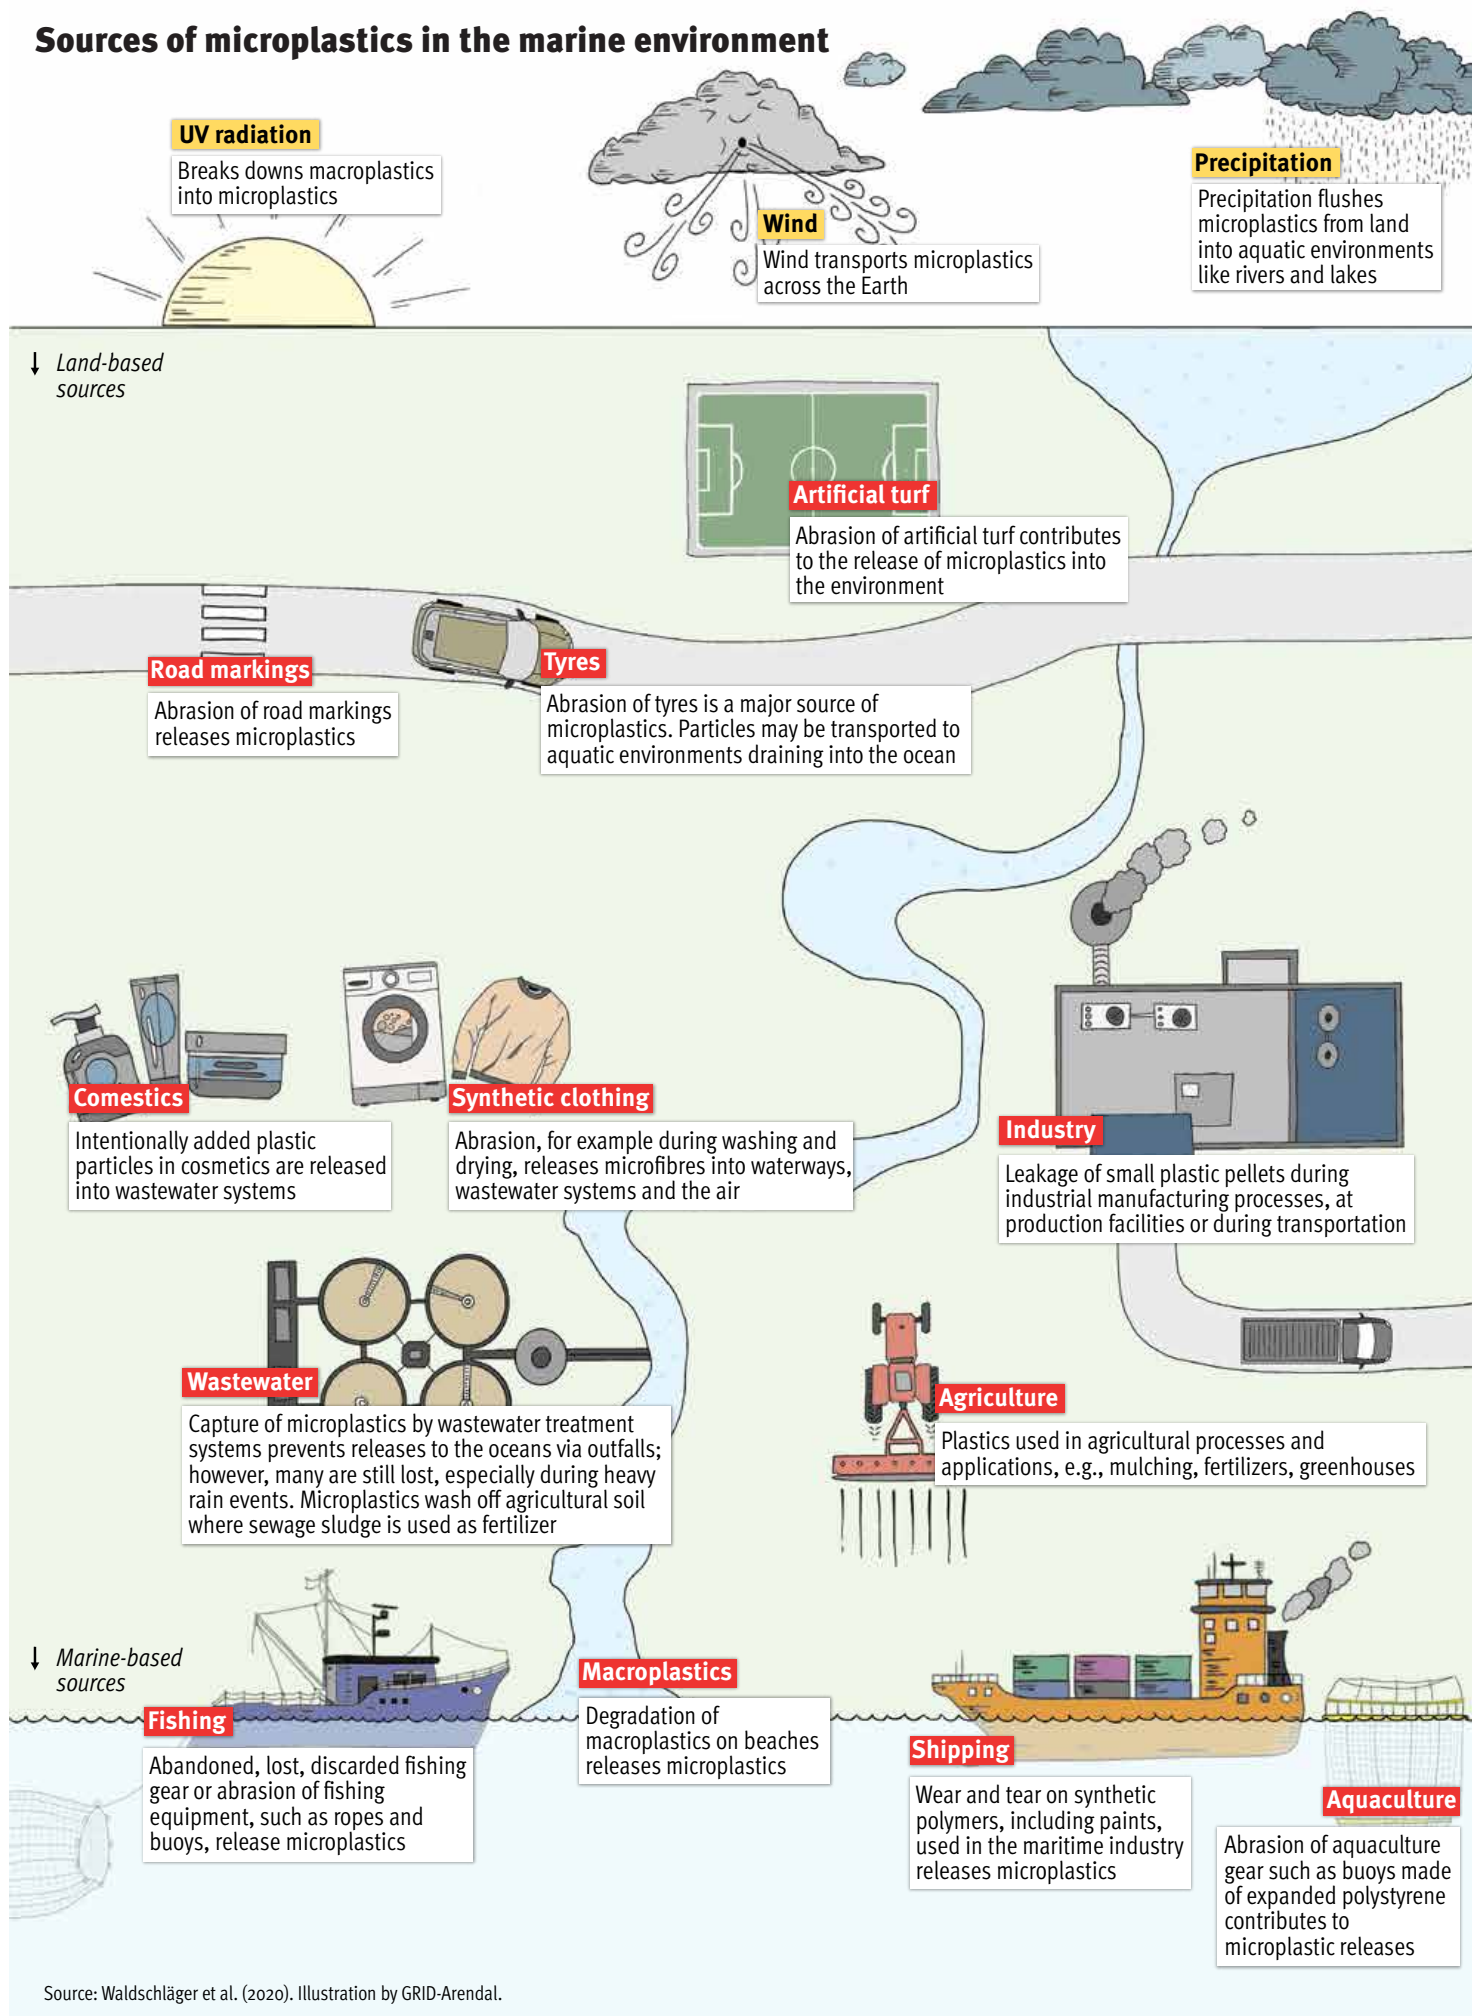 Sources of microplastics in the marine environment
UV radiation
Breaks downs macroplastics
into microplastics
Wind
Wind transports microplastics
across the Earth
Precipitation
Precipitation flushes
microplastics from land
into aquatic environments
like rivers and lakes
↓ Land-based
sources
Artificial turf
Abrasion of artificial turf contributes
to the release of microplastics into
the environment
Road markings
Abrasion of road markings
releases microplastics
Tyres
Abrasion of tyres is a major source of
microplastics. Particles may be transported to
aquatic environments draining into the ocean
Comestics
Intentionally added plastic
particles in cosmetics are released
into wastewater systems
Synthetic clothing
Abrasion, for example during washing and
drying, releases microfibres into waterways,
wastewater systems and the air
Industry
Leakage of small plastic pellets during
industrial manufacturing processes, at
production facilities or during transportation
Wastewater
Capture of microplastics by wastewater treatment
systems prevents releases to the oceans via outfalls;
however, many are still lost, especially during heavy
rain events. Microplastics wash off agricultural soil
where sewage sludge is used as fertilizer
Agriculture
Plastics used in agricultural processes and
applications, e.g., mulching, fertilizers, greenhouses
↓ Marine-based
sources
Fishing
Abandoned, lost, discarded fishing
gear or abrasion of fishing
equipment, such as ropes and
buoys, release microplastics
Macroplastics
Degradation of
macroplastics on beaches
releases microplastics
Shipping
Wear and tear on synthetic
polymers, including paints,
used in the maritime industry
releases microplastics
Aquaculture
Abrasion of aquaculture
gear such as buoys made
of expanded polystyrene
contributes to
microplastic releases
Source: Waldschläger et al. (2020). Illustration by GRID-Arendal.